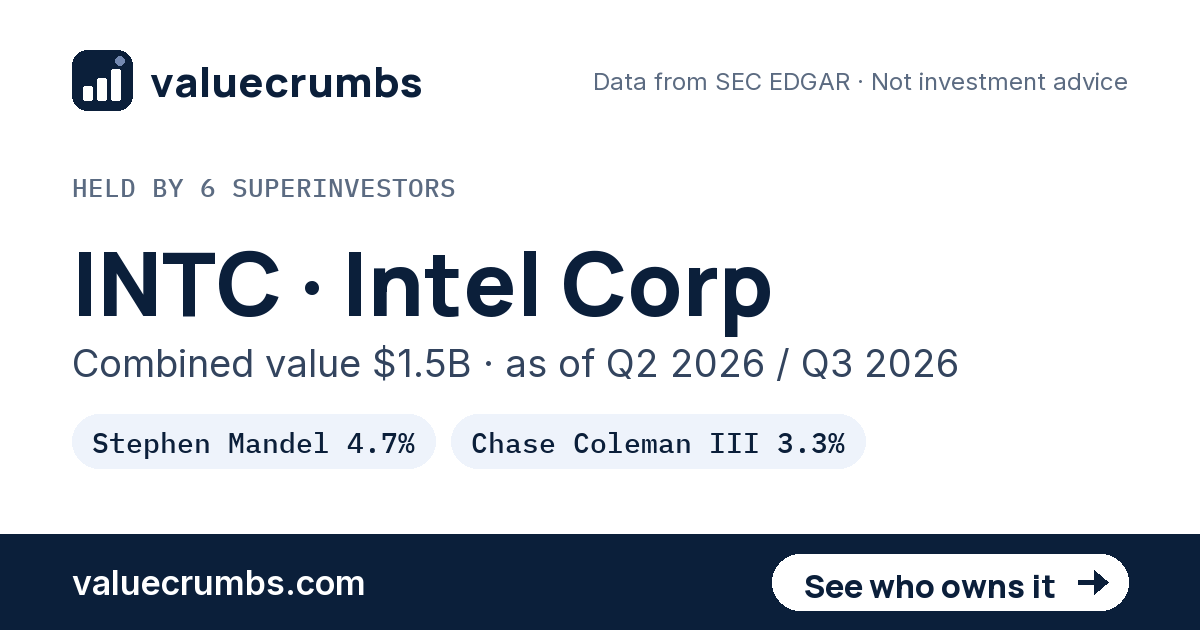 valuecrumbs
Data from SEC EDGAR · Not investment advice
HELD BY 6 SUPERINVESTORS
INTC · Intel Corp
Combined value $1.5B · as of Q2 2026 / Q3 2026
Stephen Mandel 4.7%
Chase Coleman III 3.3%
valuecrumbs.com
See who owns it →